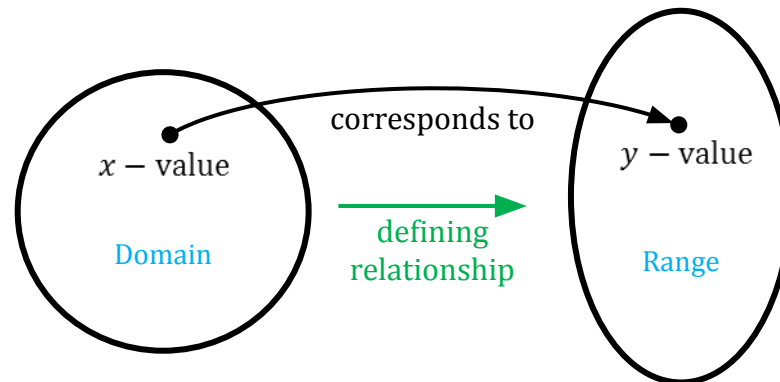 corresponds to
x − value
y − value
defining
relationship
Domain
Range